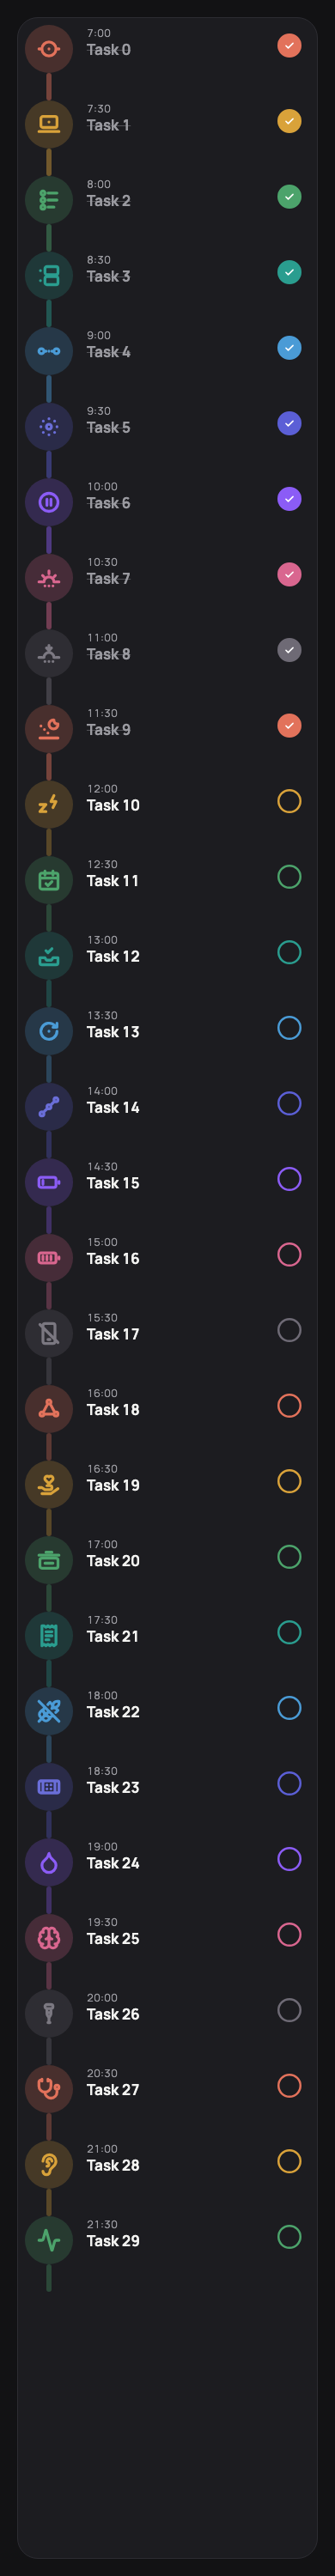 7:00
Task 0
7:30
Task 1
8:00
Task 2
8:30
Task 3
9:00
Task 4
9:30
Task 5
10:00
Task 6
10:30
Task 7
11:00
Task 8
11:30
Task 9
12:00
Task 10
12:30
Task 11
13:00
Task 12
13:30
Task 13
14:00
Task 14
14:30
Task 15
15:00
Task 16
15:30
Task 17
16:00
Task 18
16:30
Task 19
17:00
Task 20
17:30
Task 21
18:00
Task 22
18:30
Task 23
19:00
Task 24
19:30
Task 25
20:00
Task 26
20:30
Task 27
21:00
Task 28
21:30
Task 29